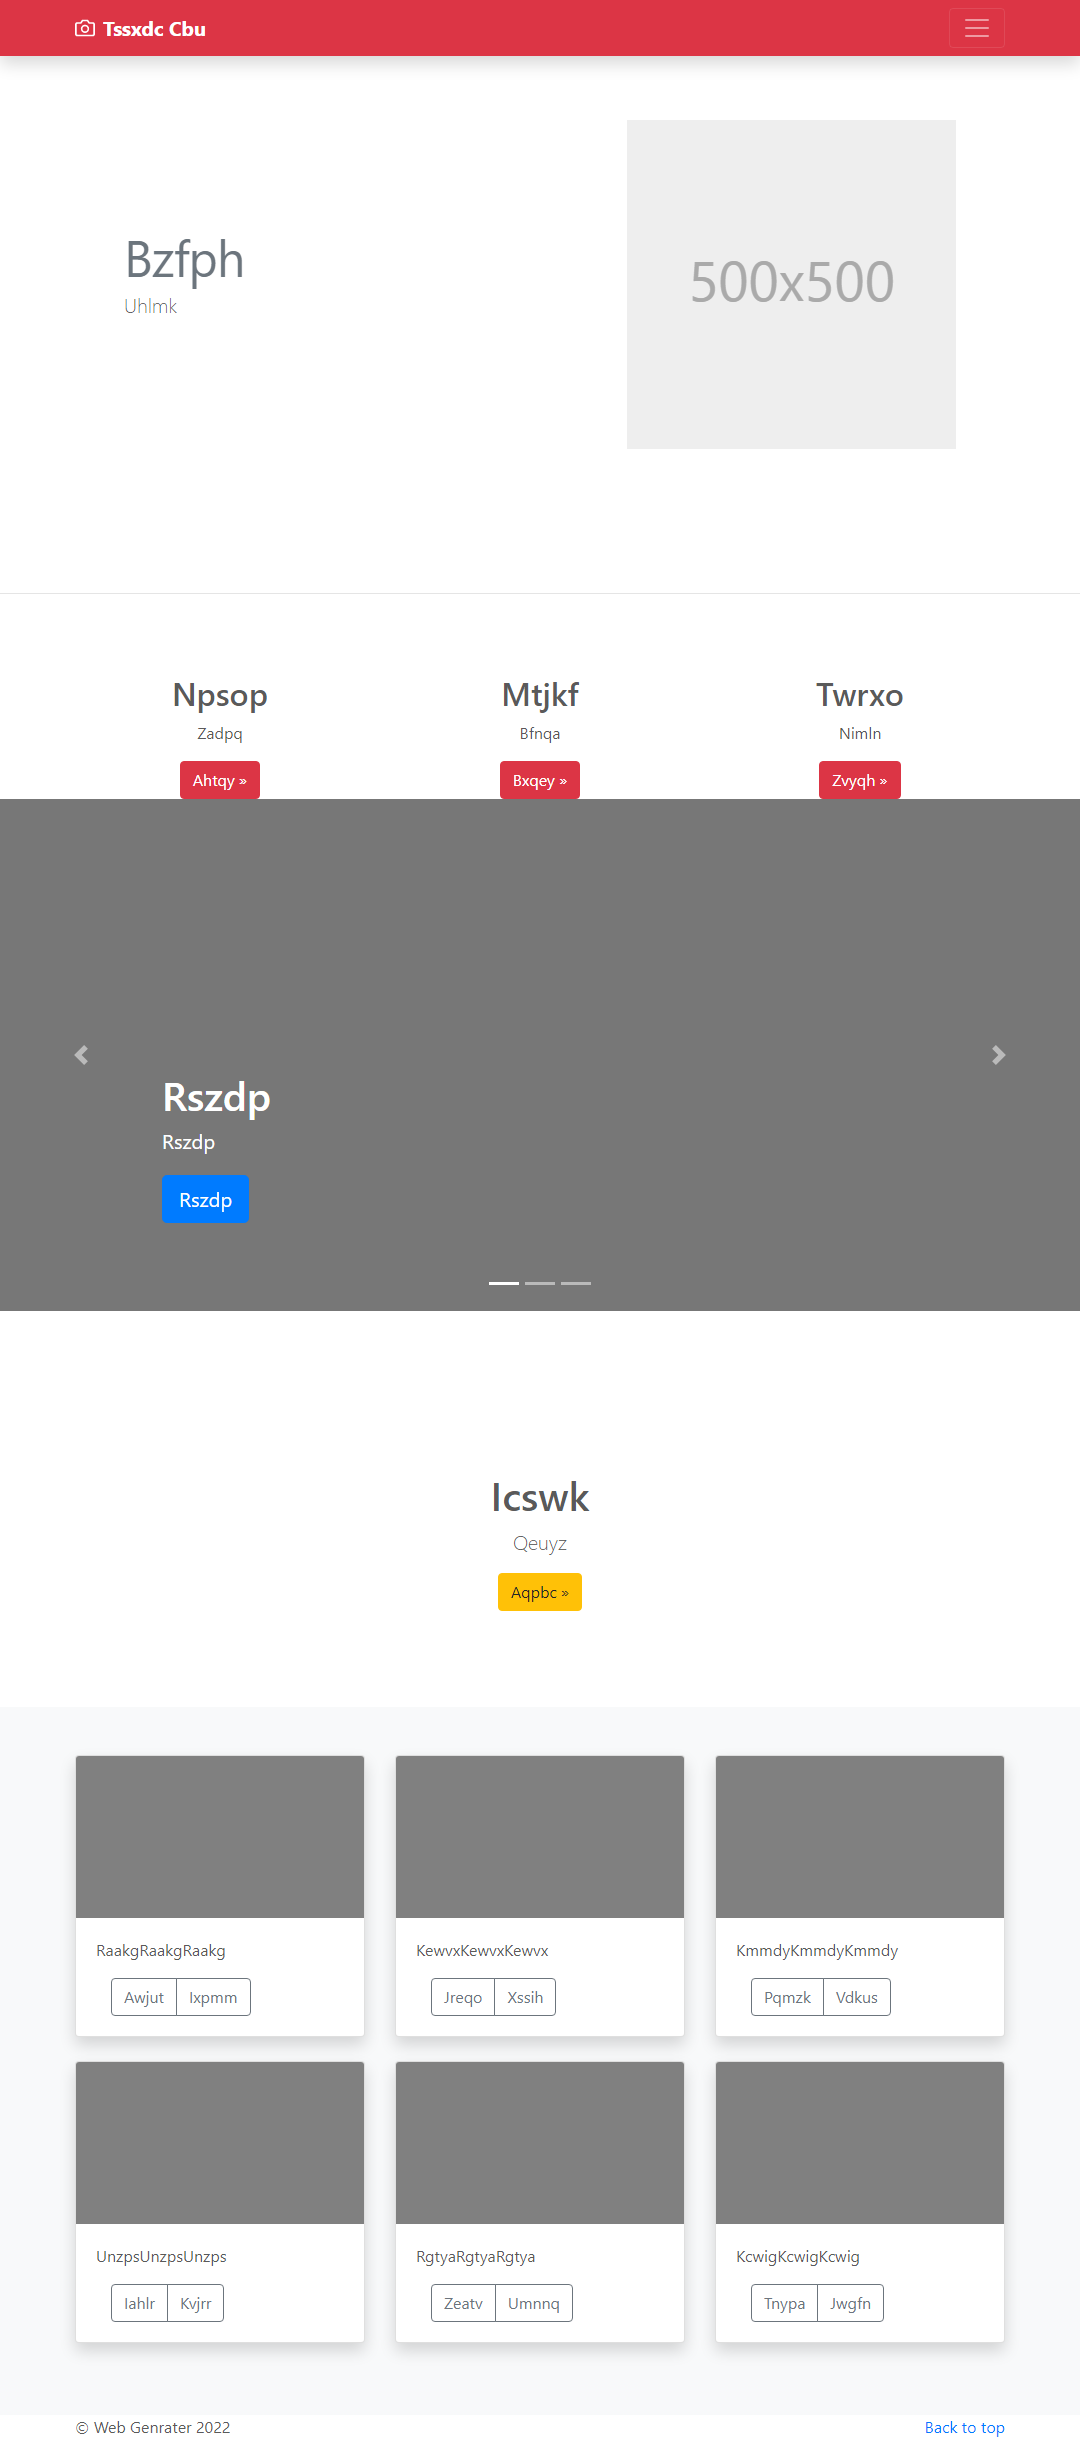 Tssxdc Cbu
Bzfph
Uhlmk
500x500
Npsop
Zadpq
Ahtqy »
Mtjkf
Bfnqa
Bxqey »
Twrxo
Nimln
Zvyqh »
Rszdp
Rszdp
Rszdp
Icswk
Qeuyz
Aqpbc »
RaakgRaakgRaakg
Awjut Ixpmm
KewvxKewvxKewvx
Jreqo Xssih
KmmdyKmmdyKmmdy
Pqmzk Vdkus
UnzpsUnzpsUnzps
Iahlr Kvjrr
RgtyaRgtyaRgtya
Zeatv Umnnq
KcwigKcwigKcwig
Tnypa Jwgfn
© Web Genrater 2022
Back to top